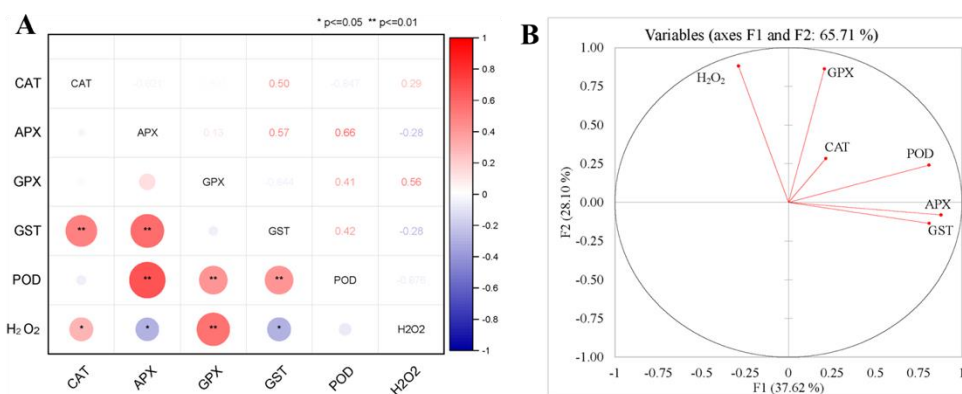 A
* p<=0.05 ** p<=0.01
CAT CAT 0.50 0.29
APX APX 0.57 0.66 -0.28
GPX GPX 0.41 0.56
GST ** ** GST 0.42 -0.28
POD ** ** ** POD
H₂O₂ * * ** * H2O2
CAT APX GPX GST POD H2O2
1
0.8
0.6
0.4
0.2
0
-0.2
-0.4
-0.6
-0.8
-1
B
Variables (axes F1 and F2: 65.71 %)
F2 (28.10 %)
1.00
0.75
0.50
0.25
0.00
-0.25
-0.50
-0.75
-1.00
H₂O₂
GPX
CAT
POD
APX
GST
-1 -0.75 -0.5 -0.25 0 0.25 0.5 0.75 1
F1 (37.62 %)